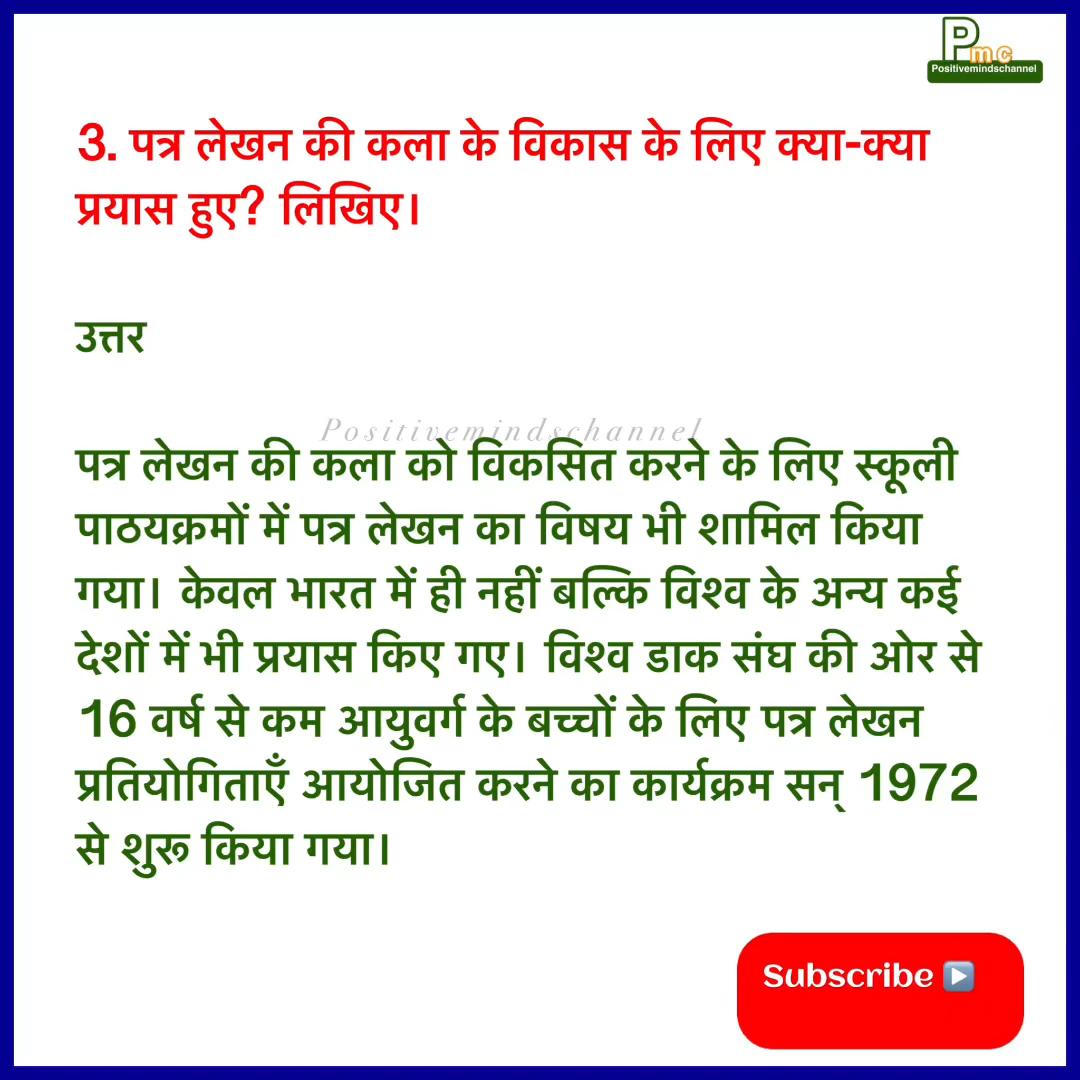 Pmc
Positivemindschannel
3. पत्र लेखन की कला के विकास के लिए क्या-क्या
प्रयास हुए? लिखिए।
उत्तर
Positivemindschannel
पत्र लेखन की कला को विकसित करने के लिए स्कूली
पाठयक्रमों में पत्र लेखन का विषय भी शामिल किया
गया। केवल भारत में ही नहीं बल्कि विश्व के अन्य कई
देशों में भी प्रयास किए गए। विश्व डाक संघ की ओर से
16 वर्ष से कम आयुवर्ग के बच्चों के लिए पत्र लेखन
प्रतियोगिताएँ आयोजित करने का कार्यक्रम सन् 1972
से शुरू किया गया।
Subscribe